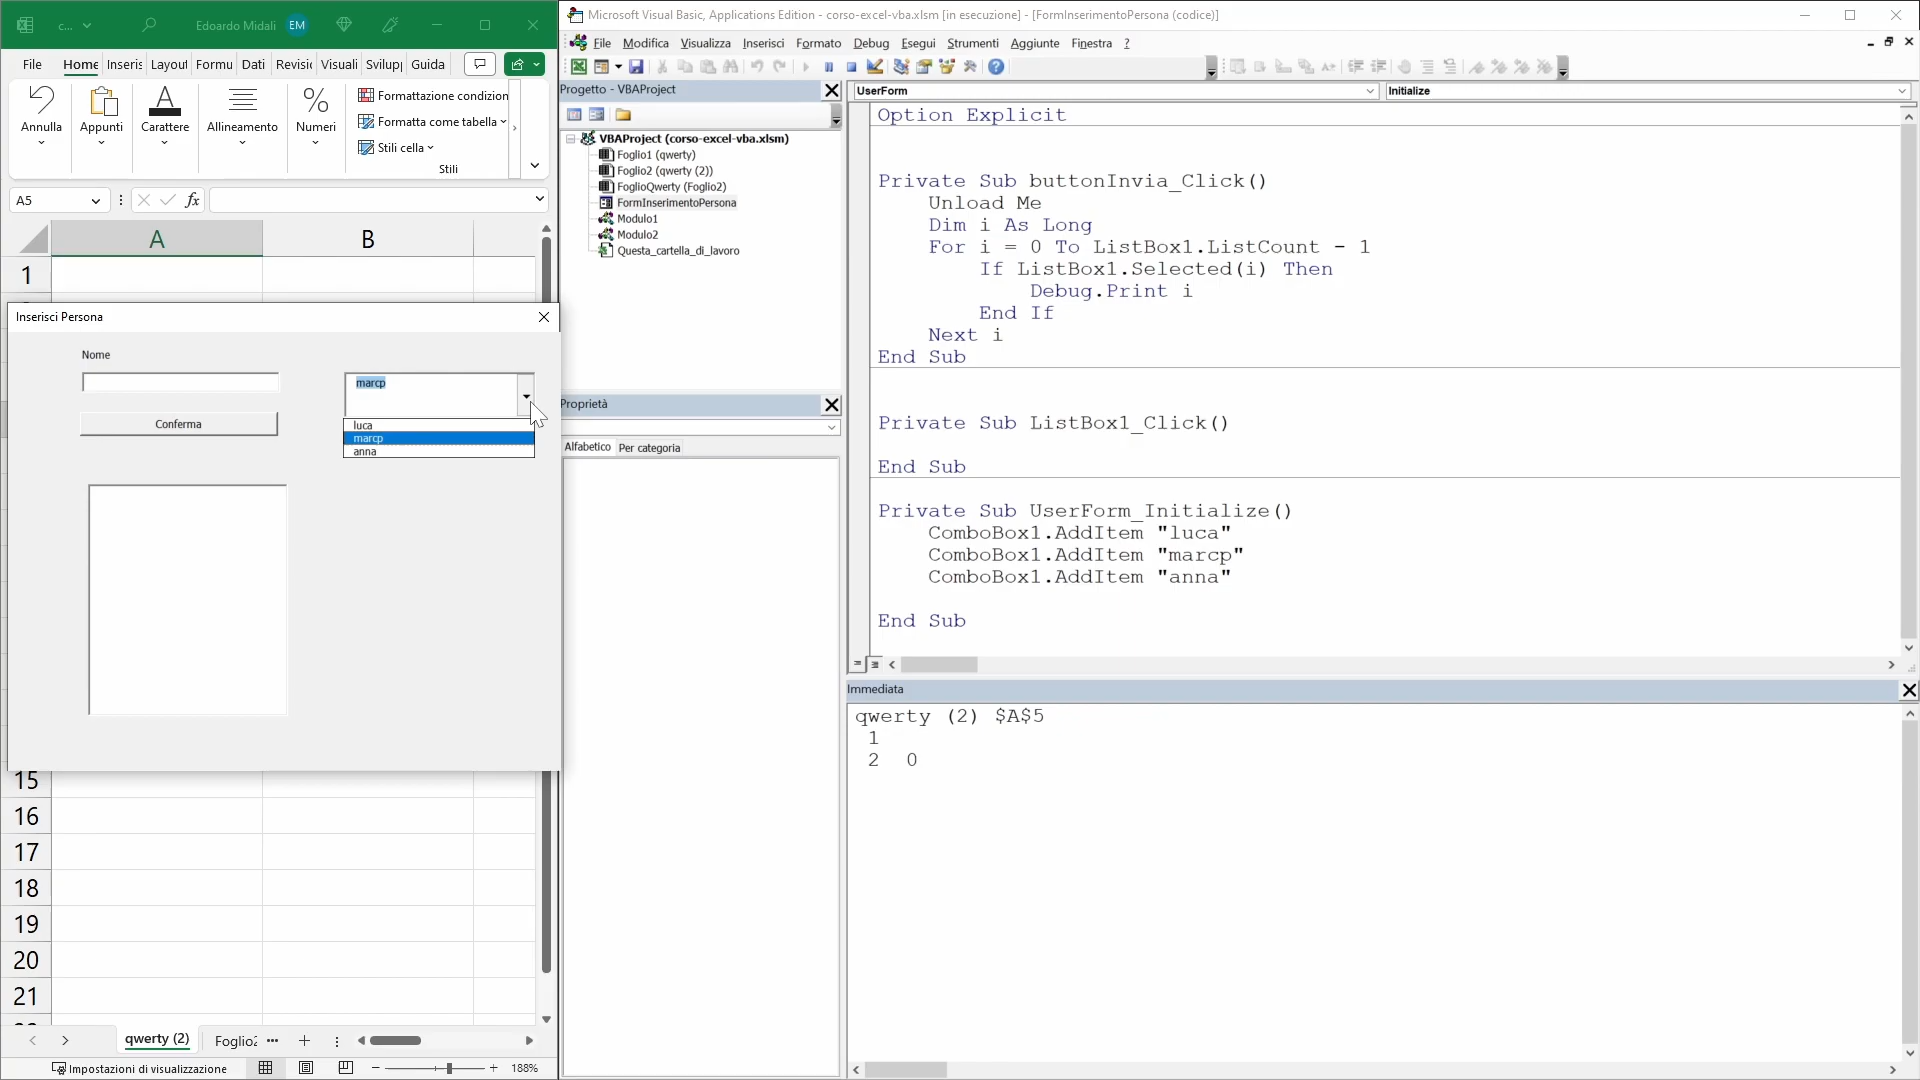 c...
Edoardo Midali
EM
File
Home
Inseris
Layout
Formu
Dati
Revisio
Visuali
Svilupp
Guida
Annulla
Appunti
Carattere
Allineamento
Numeri
Formattazione condizion
Formatta come tabella
Stili cella
Stili
A5
fx
A
B
1
Inserisci Persona
Nome
Conferma
marcp
luca
marcp
anna
15
16
17
18
19
20
21
qwerty (2)
Foglio2
Impostazioni di visualizzazione
188%
Microsoft Visual Basic, Applications Edition - corso-excel-vba.xlsm [in esecuzione] - [FormInserimentoPersona (codice)]
File
Modifica
Visualizza
Inserisci
Formato
Debug
Esegui
Strumenti
Aggiunte
Finestra
?
Progetto - VBAProject
VBAProject (corso-excel-vba.xlsm)
Foglio1 (qwerty)
Foglio2 (qwerty (2))
FoglioQwerty (Foglio2)
FormInserimentoPersona
Modulo1
Modulo2
Questa_cartella_di_lavoro
Proprietà
Alfabetico
Per categoria
UserForm
Initialize
Option Explicit
Private Sub buttonInvia_Click()
Unload Me
Dim i As Long
For i = 0 To ListBox1.ListCount - 1
If ListBox1.Selected(i) Then
Debug.Print i
End If
Next i
End Sub
Private Sub ListBox1_Click()
End Sub
Private Sub UserForm_Initialize()
ComboBox1.AddItem "luca"
ComboBox1.AddItem "marcp"
ComboBox1.AddItem "anna"
End Sub
Immediata
qwerty (2) $A$5
1
2 0